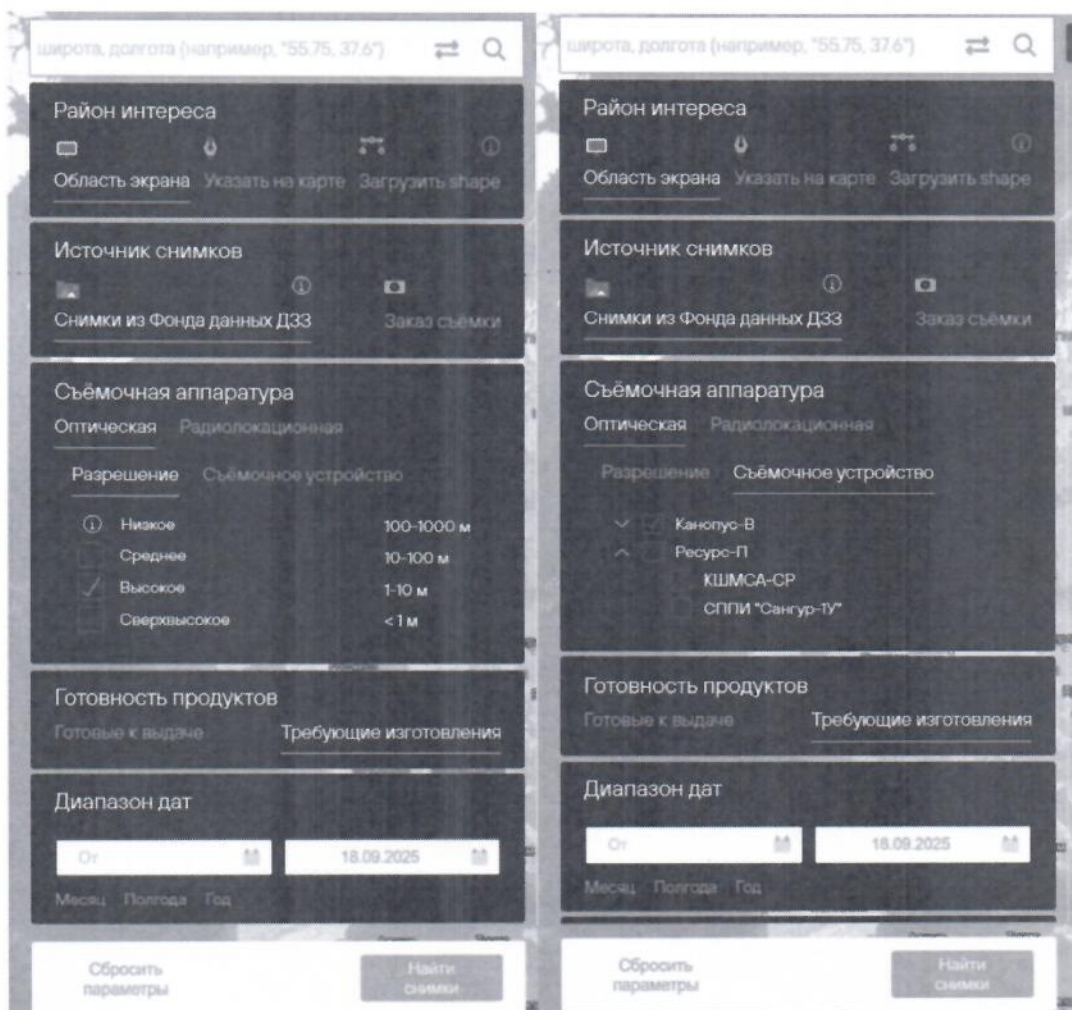 широта, долгота (например, "55.75, 37.6")
Район интереса
Область экрана Указать на карте Загрузить shape
Источник снимков
Снимки из Фонда данных ДЗЗ Заказ съёмки
Съёмочная аппаратура
Оптическая Радиолокационная
Разрешение Съёмочное устройство
Низкое 100-1000 м
Среднее 10-100 м
Высокое 1-10 м
Сверхвысокое < 1 м
Готовность продуктов
Готовые к выдаче Требующие изготовления
Диапазон дат
От 18.09.2025
Месяц Полгода Год
Сбросить параметры Найти снимки
широта, долгота (например, "55.75, 37.6")
Район интереса
Область экрана Указать на карте Загрузить shape
Источник снимков
Снимки из Фонда данных ДЗЗ Заказ съёмки
Съёмочная аппаратура
Оптическая Радиолокационная
Разрешение Съёмочное устройство
Канопус-В
Ресурс-П
КШМСА-СР
СППИ "Сангур-1У"
Готовность продуктов
Готовые к выдаче Требующие изготовления
Диапазон дат
От 18.09.2025
Месяц Полгода Год
Сбросить параметры Найти снимки